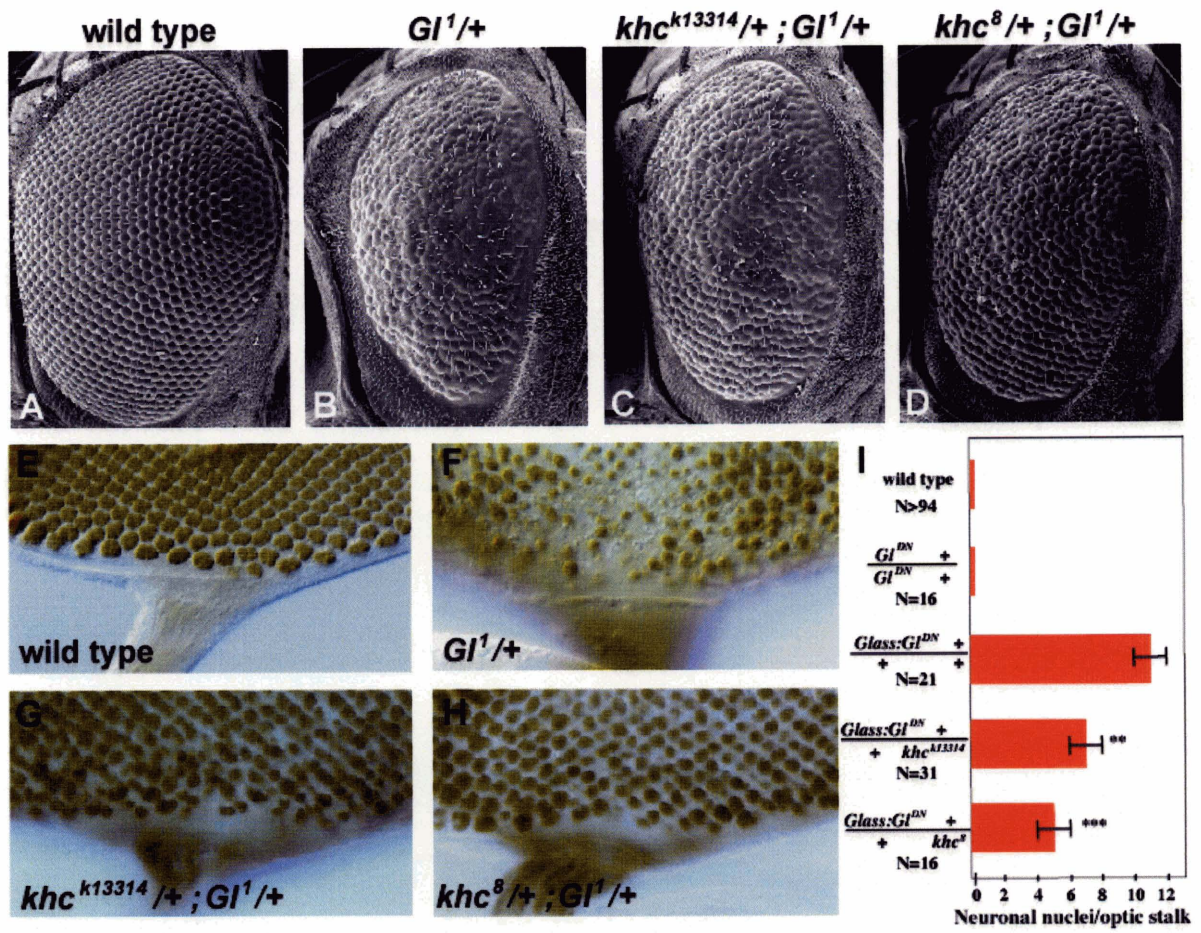 wild type
Gl¹/+
khcᵏ¹³³¹⁴/+ ; Gl¹/+
khc⁸/+ ; Gl¹/+
A
B
C
D
E
wild type
F
Gl¹/+
G
khcᵏ¹³³¹⁴/+ ; Gl¹/+
H
khc⁸/+ ; Gl¹/+
I
wild type
N>94
Glᴰᴺ +
Glᴰᴺ +
N=16
Glass:Glᴰᴺ +
+ +
N=21
Glass:Glᴰᴺ +
+ khcᵏ¹³³¹⁴
N=31
**
Glass:Glᴰᴺ +
+ khc⁸
N=16
***
0 2 4 6 8 10 12
Neuronal nuclei/optic stalk